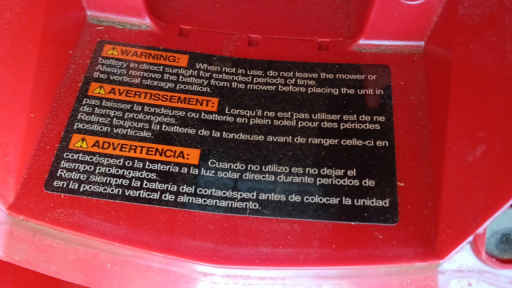 WARNING: When not in use, do not leave the mower or
battery in direct sunlight for extended periods of time.
Always remove the battery from the mower before placing the unit in
the vertical storage position.
AVERTISSEMENT: Lorsqu'il ne est pas utiliser est de ne
pas laisser la tondeuse ou batterie en plein soleil pour des périodes
de temps prolongées.
Retirez toujours la batterie de la tondeuse avant de ranger celle-ci en
position verticale.
ADVERTENCIA: Cuando no utilizo es no dejar el
cortacésped o la batería a la luz solar directa durante periodos de
tiempo prolongados.
Retire siempre la batería del cortacésped antes de colocar la unidad
en la posición vertical de almacenamiento.